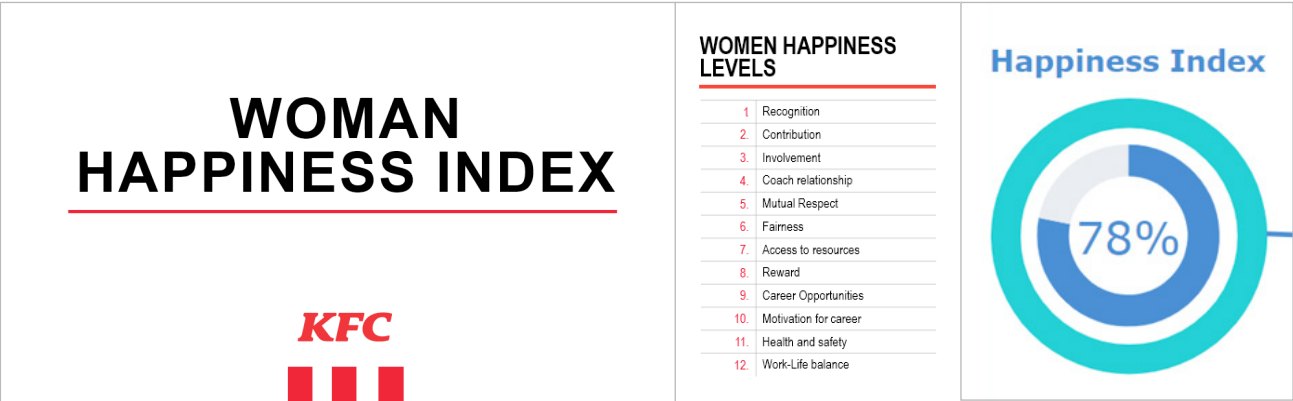 WOMAN
HAPPINESS INDEX
KFC
WOMEN HAPPINESS
LEVELS
1 Recognition
2. Contribution
3. Involvement
4. Coach relationship
5. Mutual Respect
6. Fairness
7. Access to resources
8. Reward
9. Career Opportunities
10. Motivation for career
11. Health and safety
12. Work-Life balance
Happiness Index
78%